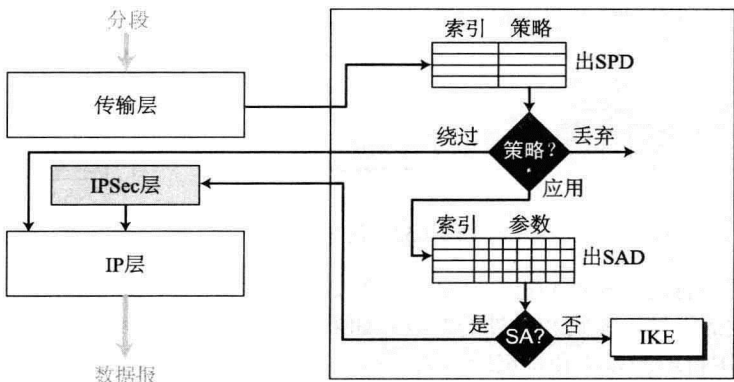 分段
索引 策略
出SPD
传输层
绕过
策略?
丢弃
IPSec层
应用
索引 参数
出SAD
IP层
是
SA?
否
IKE
数据报